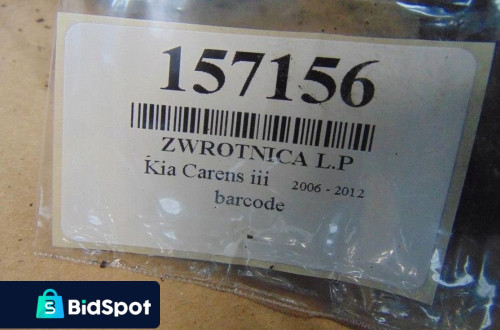 157156
ZWROTNICA L.P
Kia Carens iii 2006 - 2012
barcode
S BidSpot